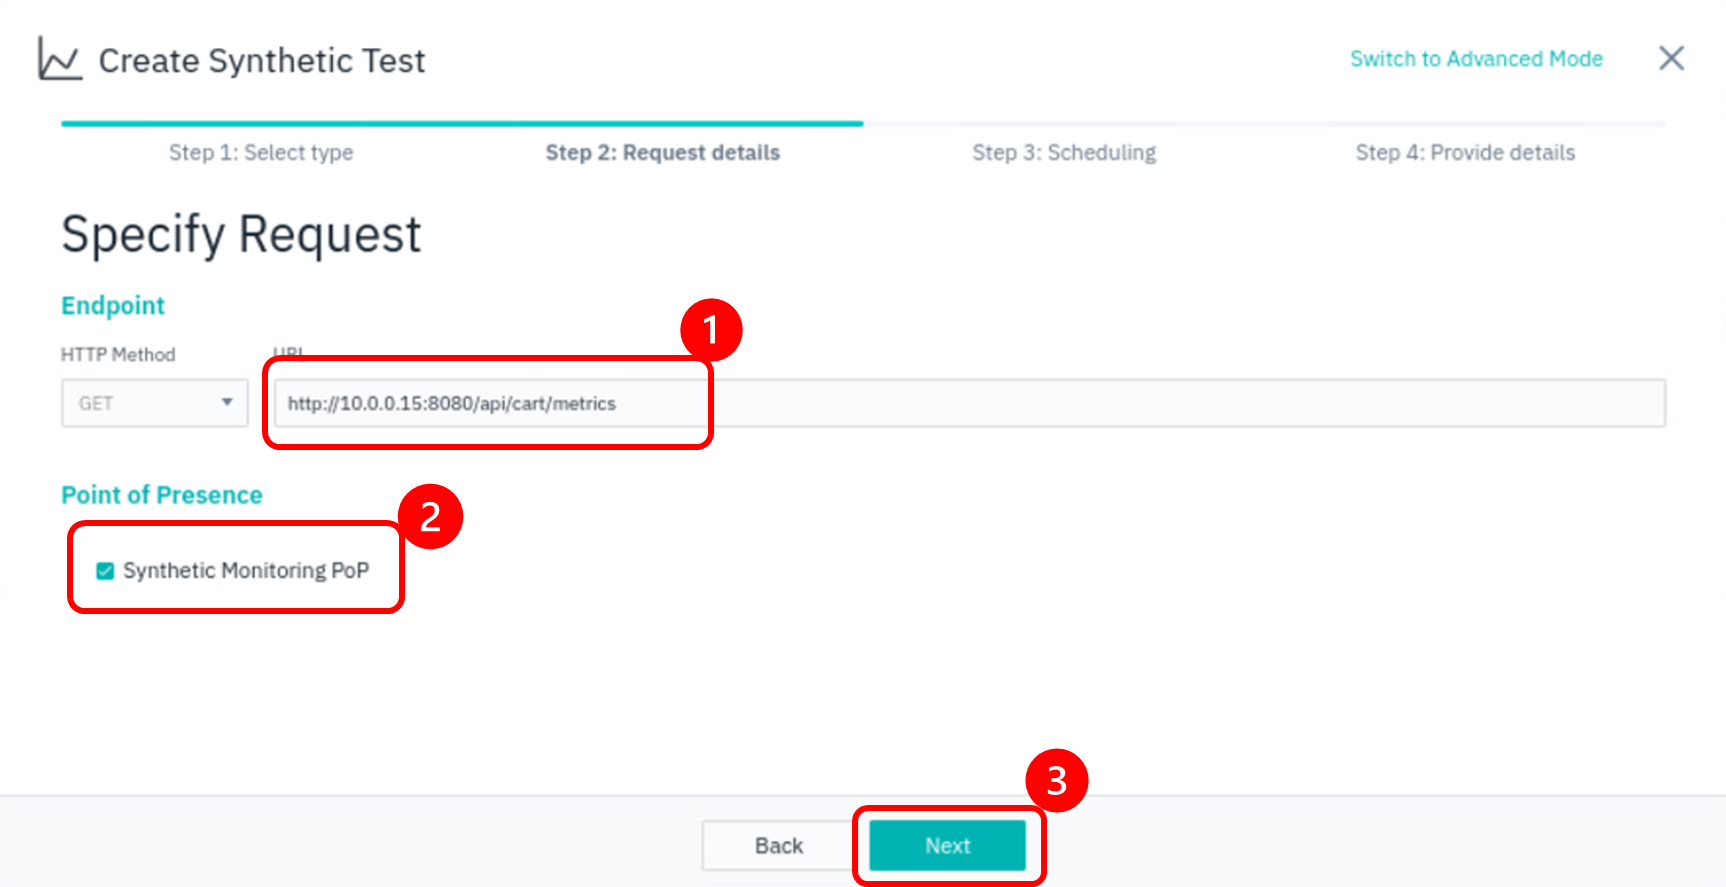 Create Synthetic Test
Switch to Advanced Mode
Step 1: Select type
Step 2: Request details
Step 3: Scheduling
Step 4: Provide details
Specify Request
Endpoint
1
HTTP Method
URL
GET
http://10.0.0.15:8080/api/cart/metrics
Point of Presence
2
Synthetic Monitoring PoP
3
Back
Next